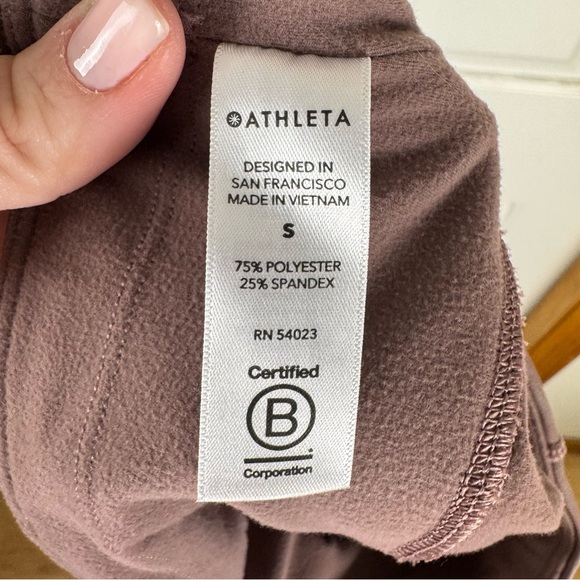 ATHLETA
DESIGNED IN
SAN FRANCISCO
MADE IN VIETNAM
S
75% POLYESTER
25% SPANDEX
RN 54023
Certified
B
Corporation